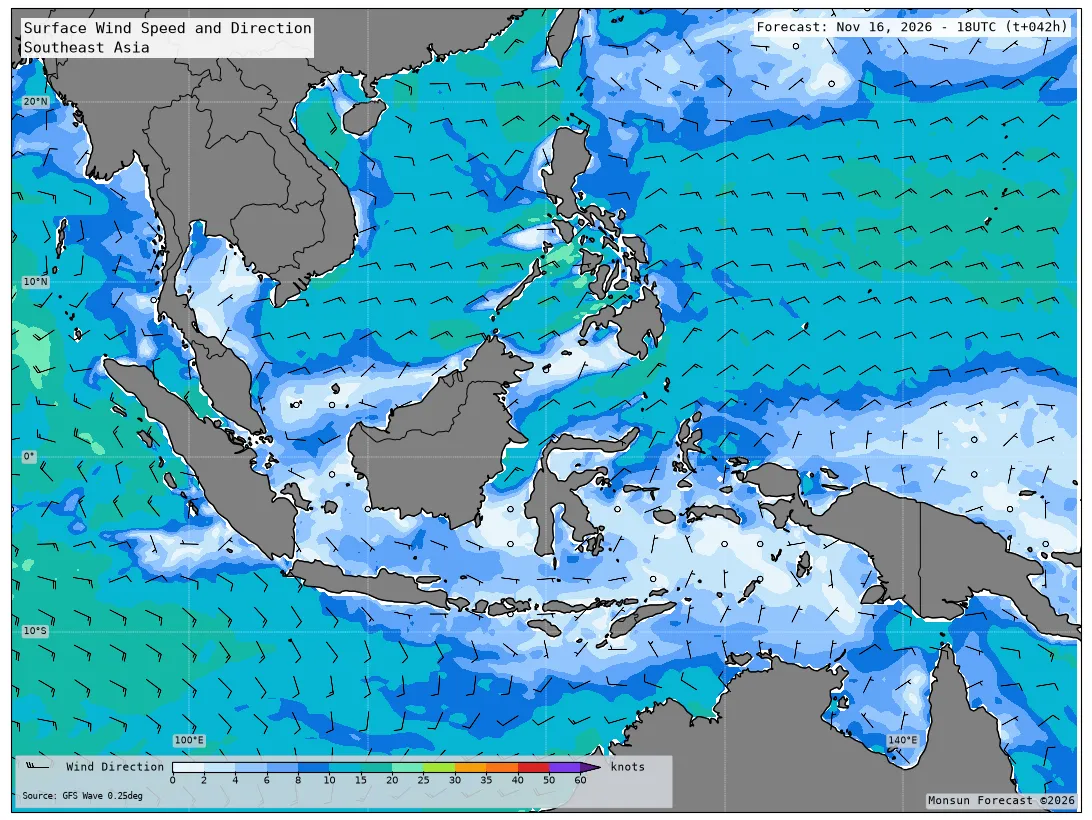 Surface Wind Speed and Direction
Southeast Asia
Forecast: Nov 16, 2026 - 18UTC (t+042h)
20°N
10°N
0°
10°S
100°E
140°E
Wind Direction
knots
0 2 4 6 8 10 15 20 25 30 35 40 50 60
Source: GFS Wave 0.25deg
Monsun Forecast ©2026